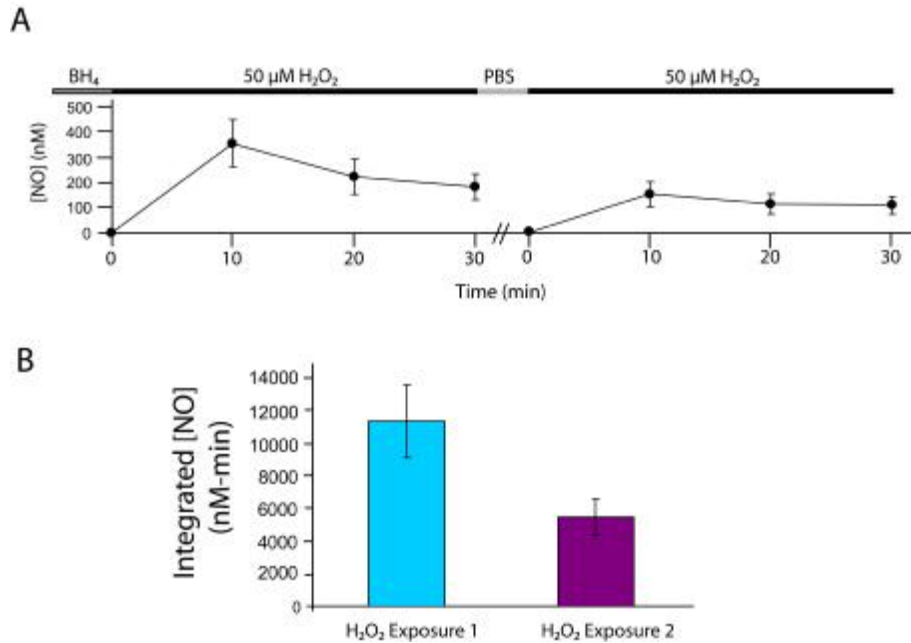 A
BH₄ 50 µM H₂O₂ PBS 50 µM H₂O₂
500
400
300
200
100
0
[NO] (nM)
0 10 20 30 // 0 10 20 30
Time (min)
B
14000
12000
10000
8000
6000
4000
2000
0
Integrated [NO]
(nM-min)
H₂O₂ Exposure 1 H₂O₂ Exposure 2